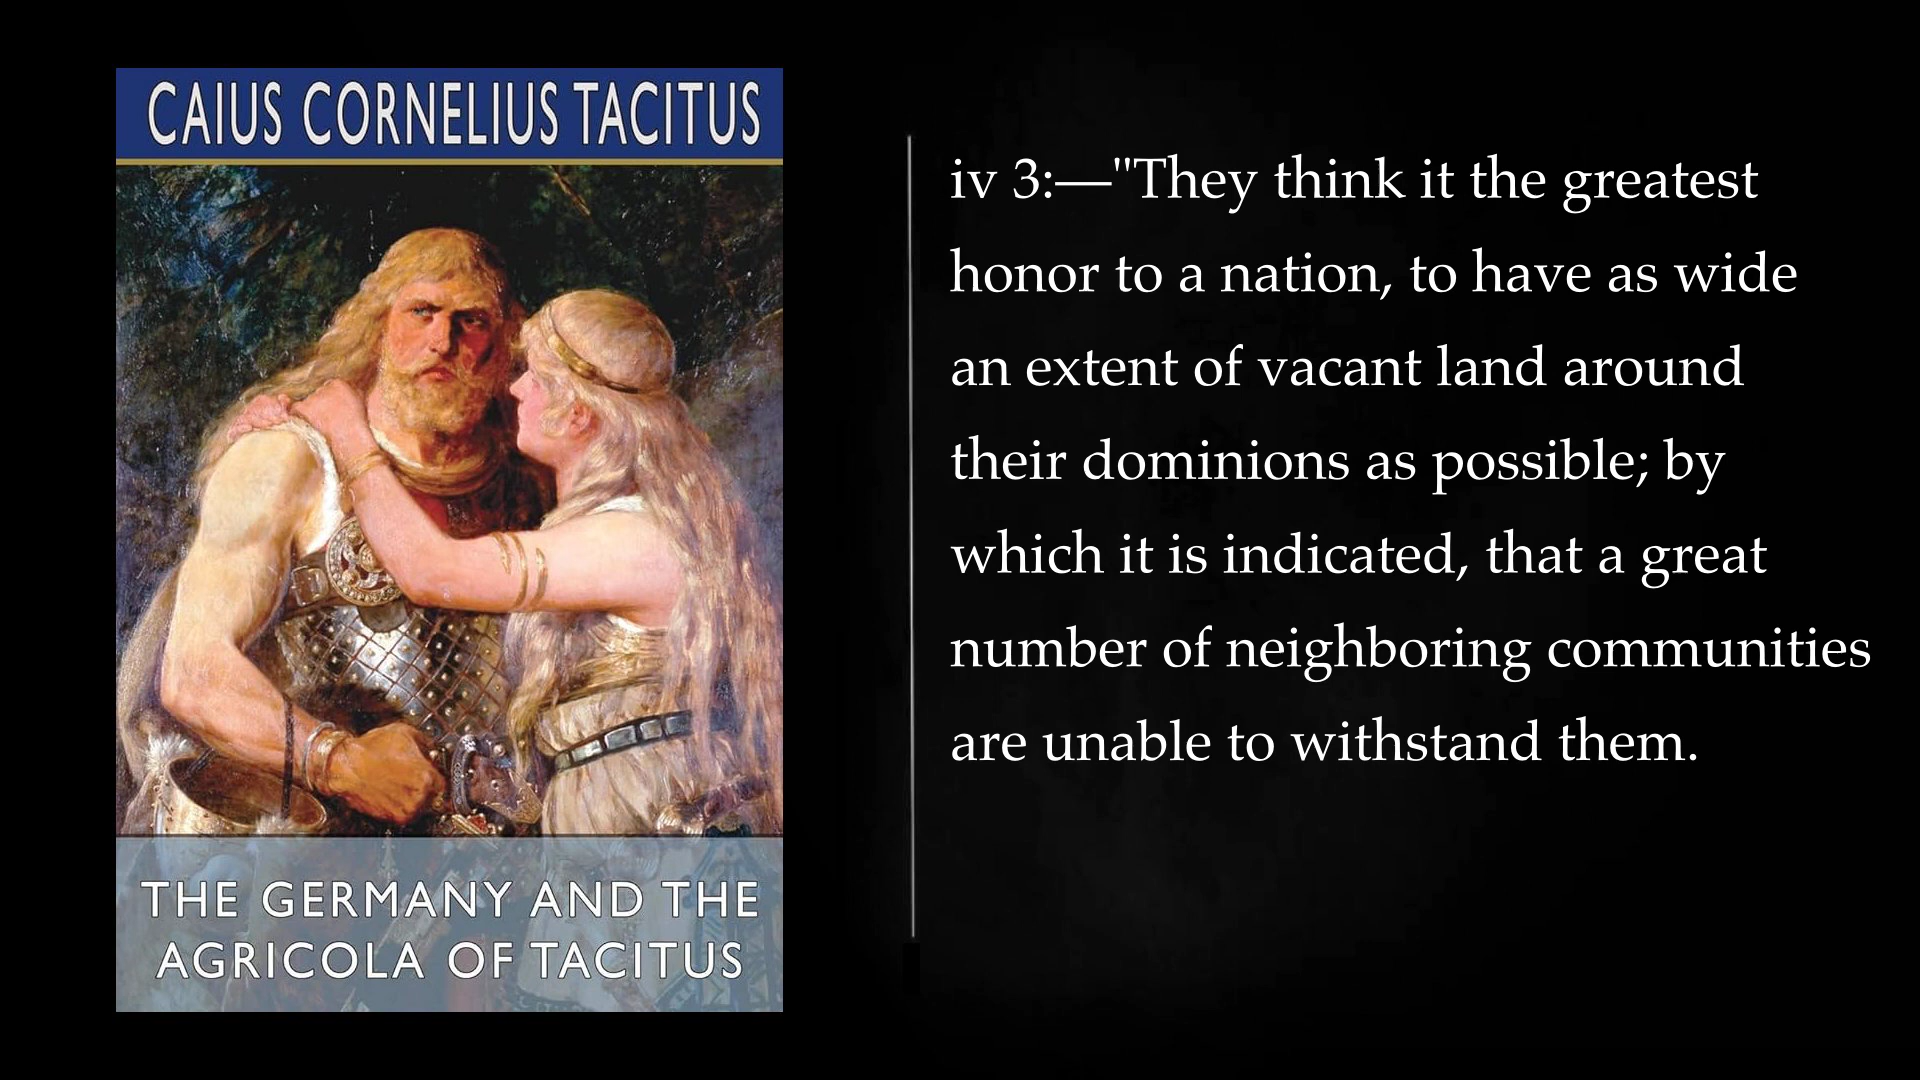 CAIUS CORNELIUS TACITUS
THE GERMANY AND THE
AGRICOLA OF TACITUS
iv 3:—"They think it the greatest
honor to a nation, to have as wide
an extent of vacant land around
their dominions as possible; by
which it is indicated, that a great
number of neighboring communities
are unable to withstand them.